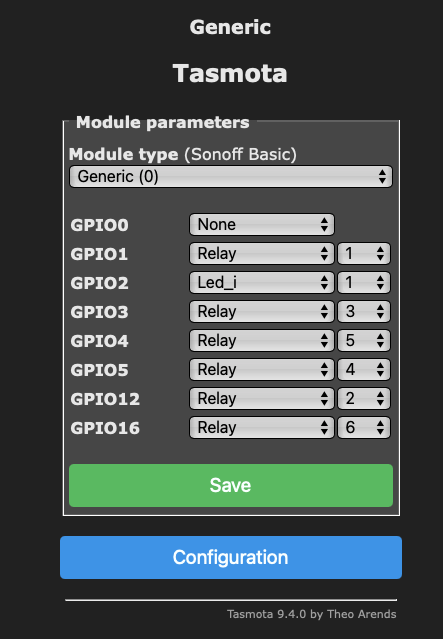 Generic
Tasmota
Module parameters
Module type (Sonoff Basic)
Generic (0)
GPIO0 None
GPIO1 Relay 1
GPIO2 Led_i 1
GPIO3 Relay 3
GPIO4 Relay 5
GPIO5 Relay 4
GPIO12 Relay 2
GPIO16 Relay 6
Save
Configuration
Tasmota 9.4.0 by Theo Arends